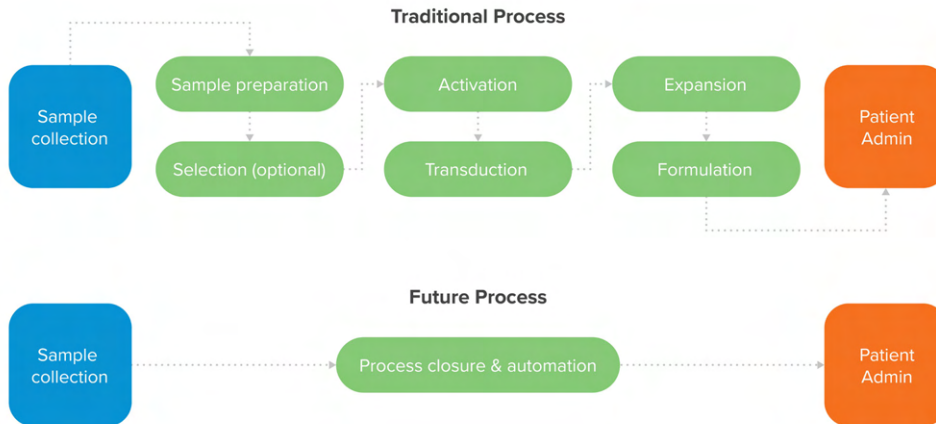 Traditional Process
Sample
collection
Sample preparation
Selection (optional)
Activation
Transduction
Expansion
Formulation
Patient
Admin
Future Process
Sample
collection
Process closure & automation
Patient
Admin